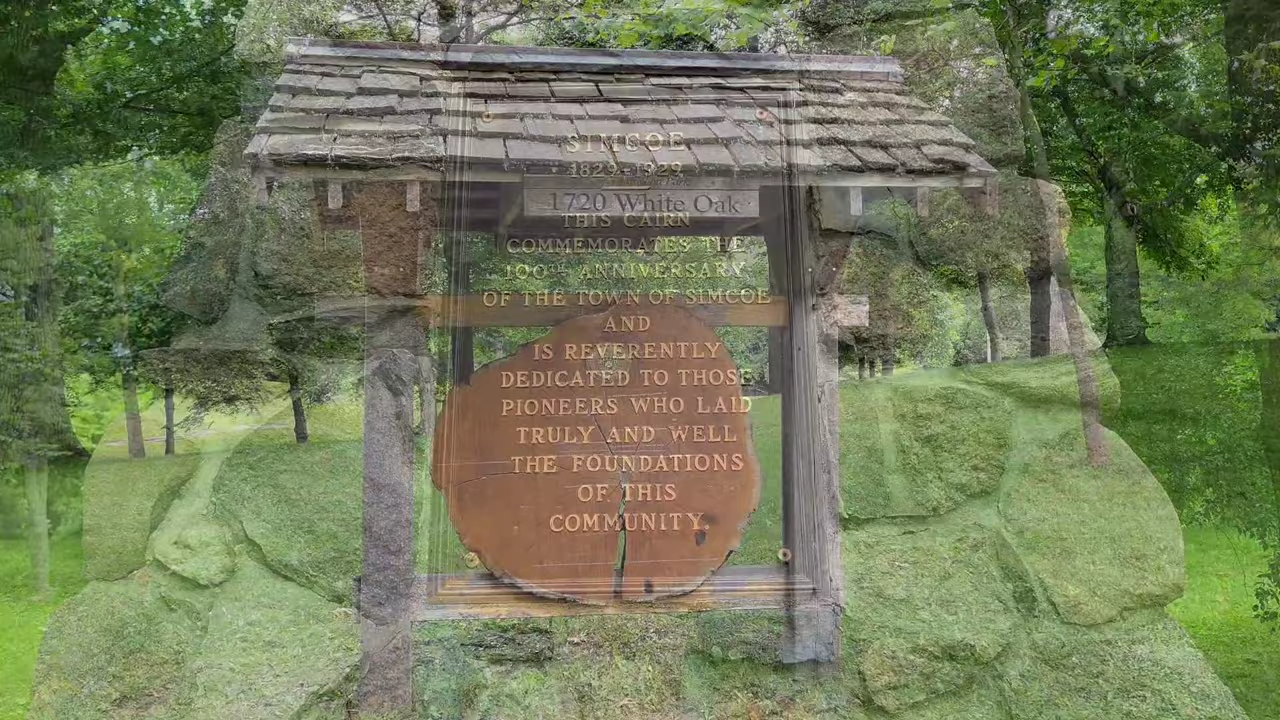 SIMCOE
1829-1929
1720 White Oak
THIS CAIRN
COMMEMORATES THE
100TH ANNIVERSARY
OF THE TOWN OF SIMCOE
AND
IS REVERENTLY
DEDICATED TO THOSE
PIONEERS WHO LAID
TRULY AND WELL
THE FOUNDATIONS
OF THIS
COMMUNITY.